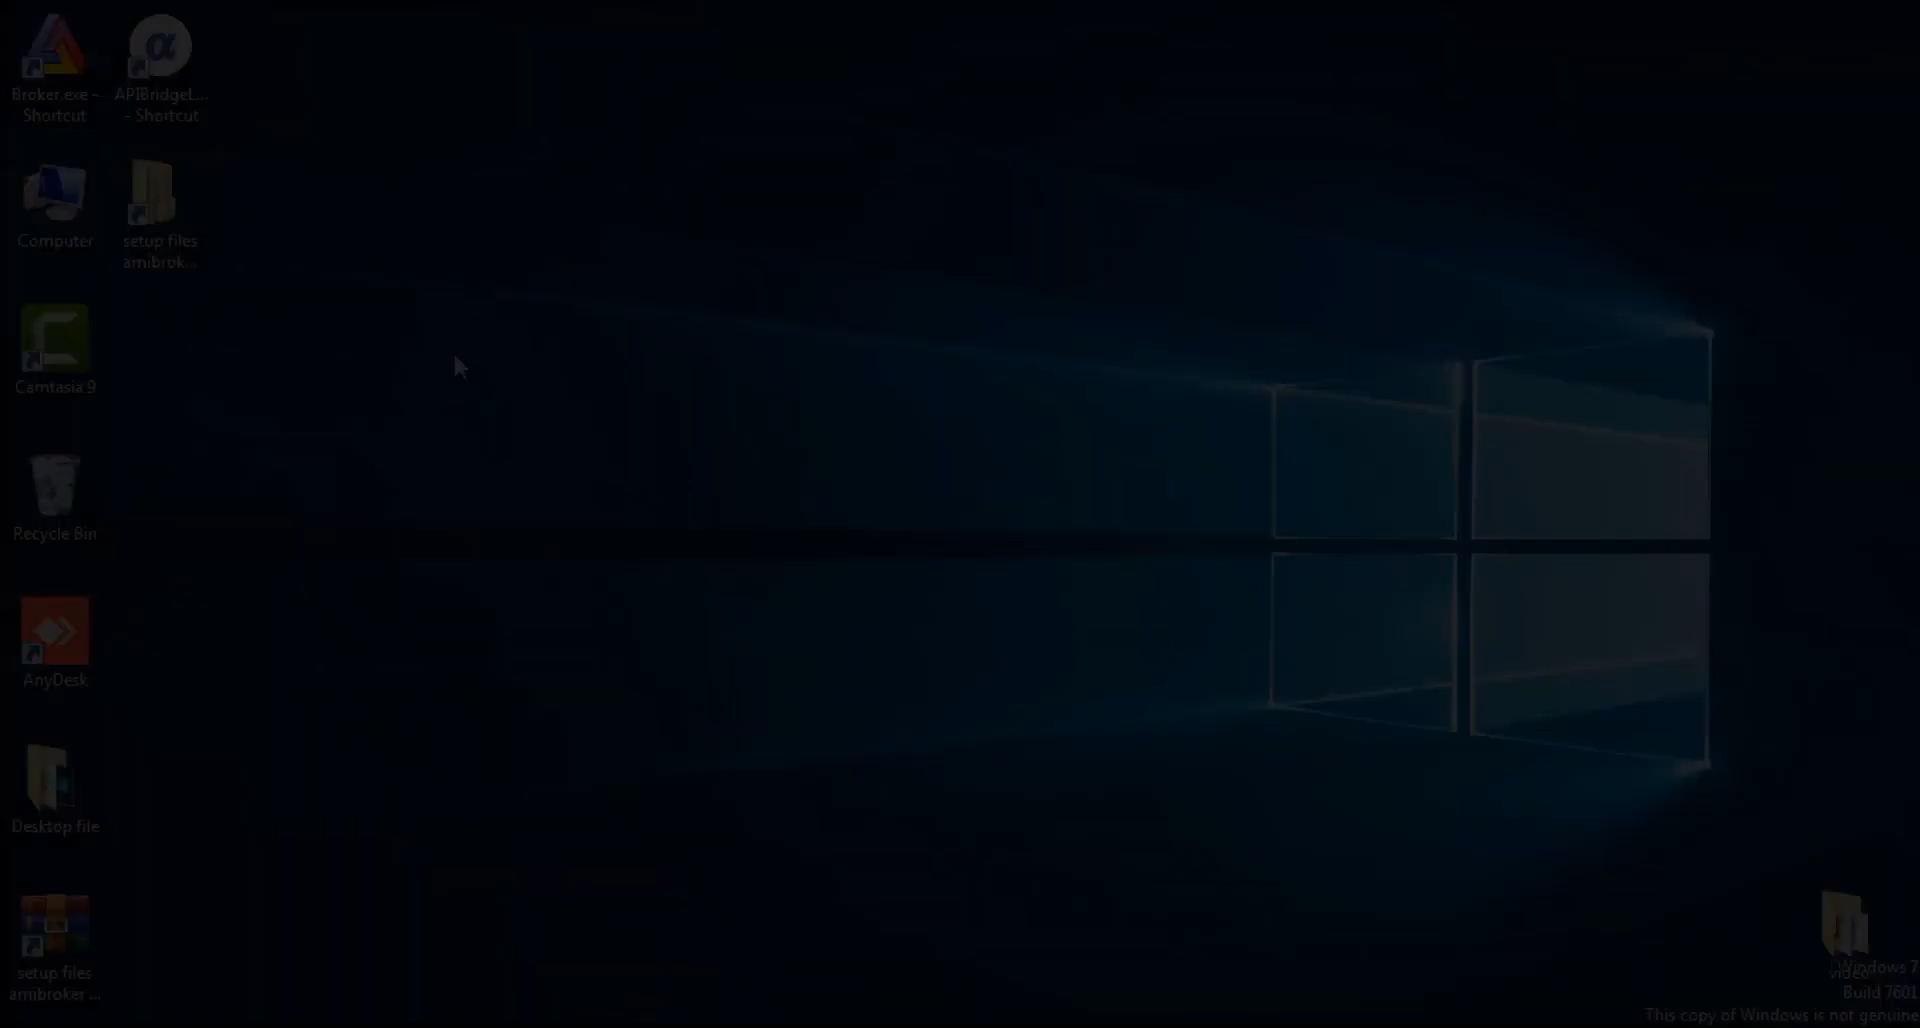 Broker.exe -
Shortcut
APIBridgeL...
- Shortcut
Computer
setup files
amibrok...
Camtasia 9
Recycle Bin
AnyDesk
Desktop file
setup files
amibroker ...
video
Windows 7
Build 7601
This copy of Windows is not genuine